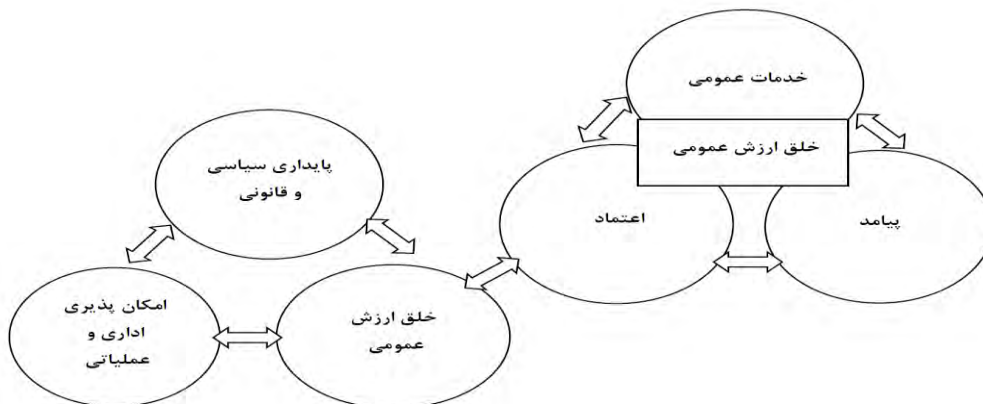 خدمات عمومی
خلق ارزش عمومی
پایداری سیاسی
و قانونی
اعتماد
پیامد
امکان پذیری
اداری و
عملیاتی
خلق ارزش
عمومی